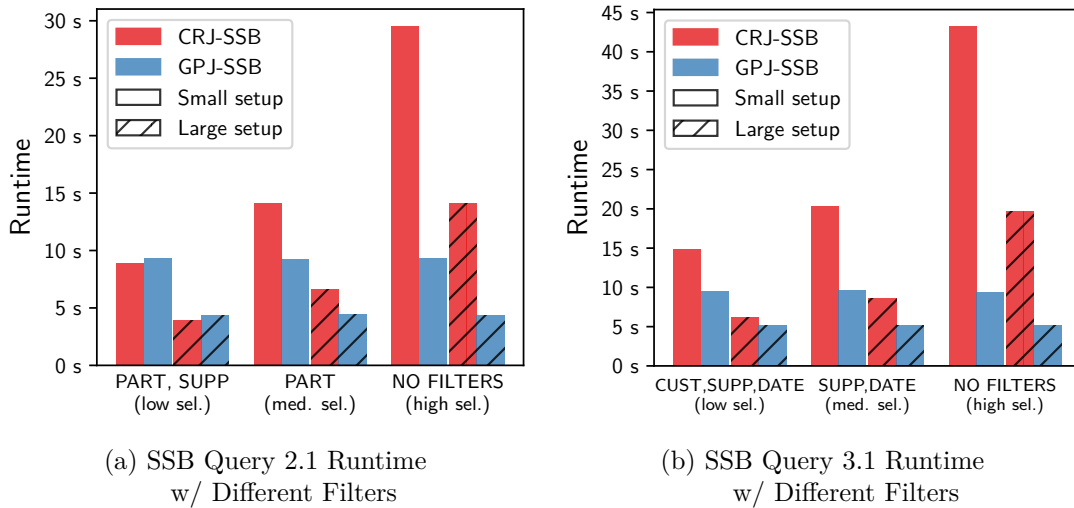 30 s
25 s
20 s
15 s
10 s
5 s
0 s
Runtime
CRJ-SSB
GPJ-SSB
Small setup
Large setup
PART, SUPP
(low sel.)
PART
(med. sel.)
NO FILTERS
(high sel.)
(a) SSB Query 2.1 Runtime
w/ Different Filters
45 s
40 s
35 s
30 s
25 s
20 s
15 s
10 s
5 s
0 s
Runtime
CRJ-SSB
GPJ-SSB
Small setup
Large setup
CUST,SUPP,DATE
(low sel.)
SUPP,DATE
(med. sel.)
NO FILTERS
(high sel.)
(b) SSB Query 3.1 Runtime
w/ Different Filters